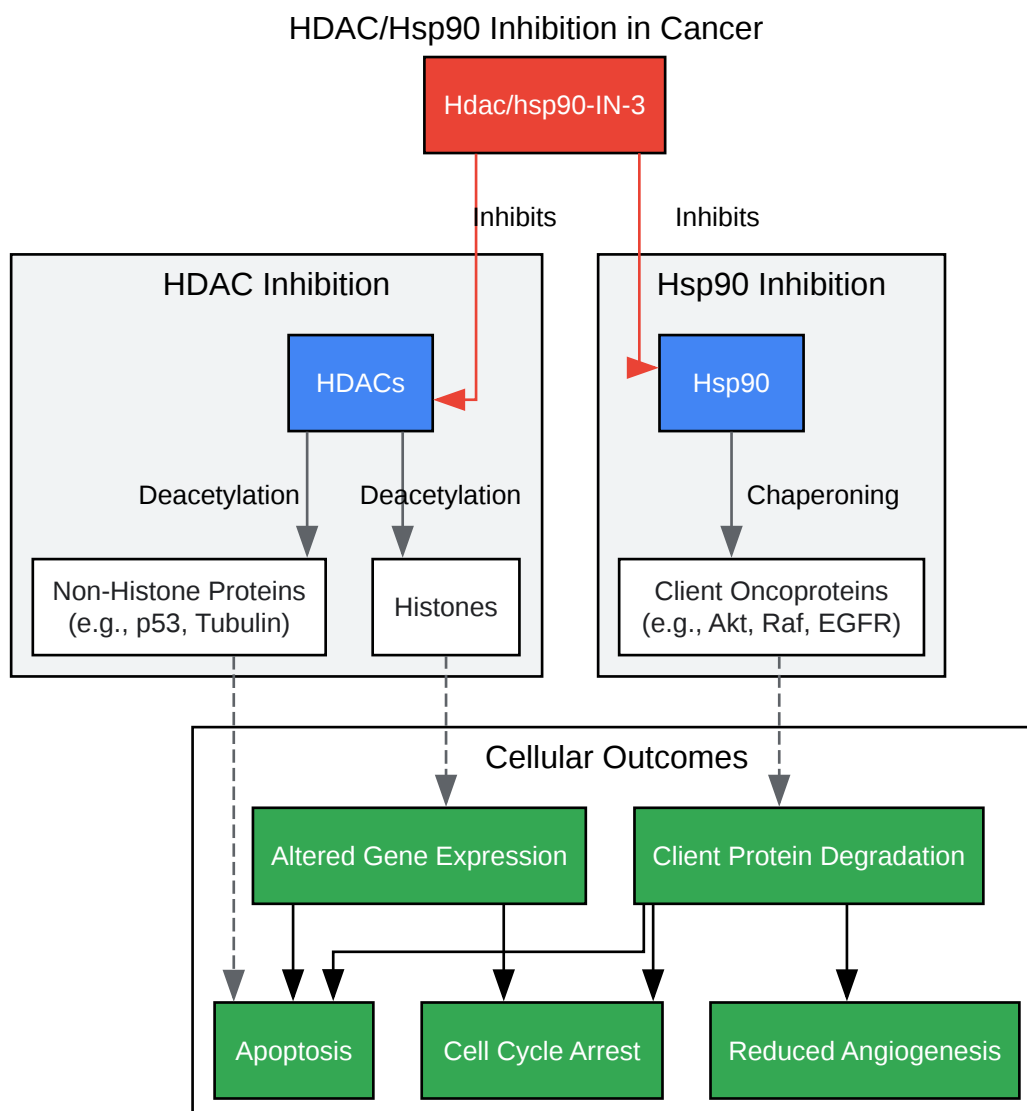 HDAC/Hsp90 Inhibition in Cancer
Hdac/hsp90-IN-3
Inhibits
Inhibits
HDAC Inhibition
Hsp90 Inhibition
HDACs
Hsp90
Deacetylation
Deacetylation
Chaperoning
Non-Histone Proteins
(e.g., p53, Tubulin)
Histones
Client Oncoproteins
(e.g., Akt, Raf, EGFR)
Cellular Outcomes
Altered Gene Expression
Client Protein Degradation
Apoptosis
Cell Cycle Arrest
Reduced Angiogenesis